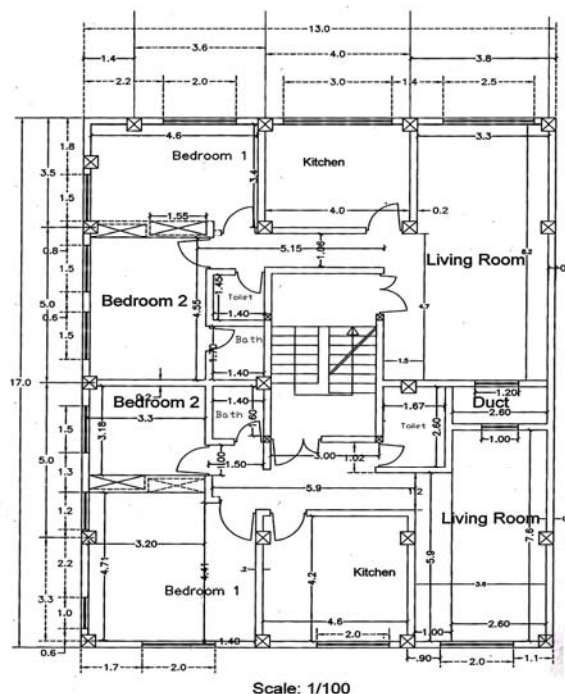 13.0
3.6 4.0 3.8
1.4
2.2 2.0 3.0 1.4 2.5
4.6 3.3
Bedroom 1 Kitchen
1.8
3.4
3.5
1.5
1.55 4.0 0.2
0.8
5.15 1.06 8.2
Living Room
1.5
1.45
Toilet
Bedroom 2 4.55 4.7
5.0
0.6
1.40
1.5
Bath
1.70
1.5
1.40
17.0
0.2 1.40 1.20
Bedroom 2 1.67 Duct
3.3 Bath 2.60
1.5
1.60 Toilet 2.60
1.00
5.0
3.18
1.3
1.00 1.50 3.00 1.02
5.9 1.2
1.2
Living Room
3.20
7.6
2.2
4.71 4.41 .2 4.2 Kitchen 5.9
3.3
Bedroom 1 3.6
1.0
4.6 2.60
2.0 1.00
0.6
1.40
1.7 2.0 .90 2.0 1.1
Scale: 1/100